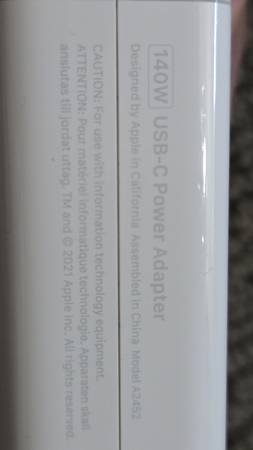 140W USB-C Power Adapter
Designed by Apple in California Assembled in China Model A2452
CAUTION: For use with information technology equipment.
ATTENTION: Pour matériel informatique technologie. Apparaten skall
anslutas till jordat uttag. TM and © 2021 Apple Inc. All rights reserved.